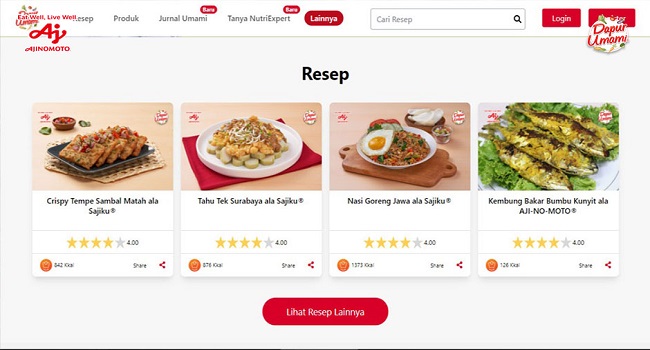 Dapur Umami
Eat Well, Live Well.
AJINOMOTO
Resep
Produk
Jurnal Umami
Baru
Tanya NutriExpert
Baru
Lainnya
Cari Resep
Login
Dapur
Umami
Resep
Crispy Tempe Sambal Matah ala
Sajiku®
4.00
842 Kkal
Share
Tahu Tek Surabaya ala Sajiku®
4.00
876 Kkal
Share
Nasi Goreng Jawa ala Sajiku®
4.00
1373 Kkal
Share
Kembung Bakar Bumbu Kunyit ala
AJI-NO-MOTO®
4.00
126 Kkal
Share
Lihat Resep Lainnya